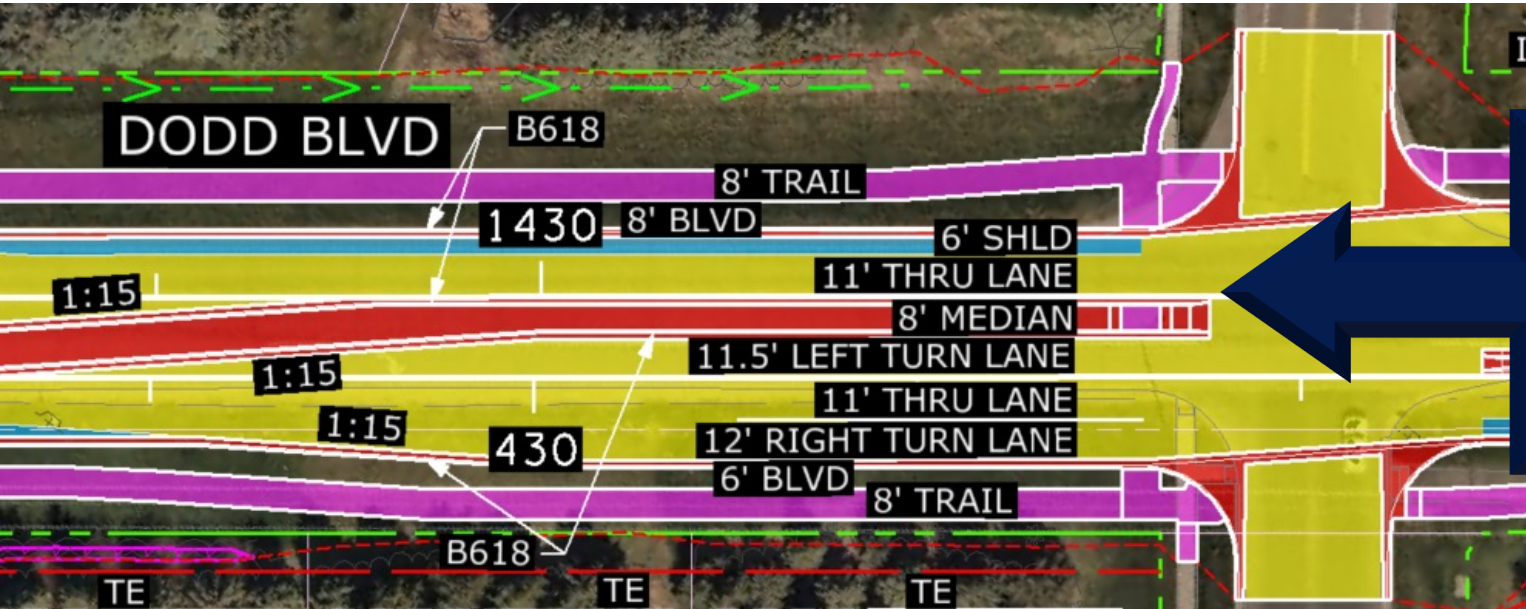 DODD BLVD
B618
8' TRAIL
1430
8' BLVD
6' SHLD
11' THRU LANE
1:15
8' MEDIAN
11.5' LEFT TURN LANE
1:15
11' THRU LANE
1:15
12' RIGHT TURN LANE
430
6' BLVD
8' TRAIL
B618
TE
TE
TE